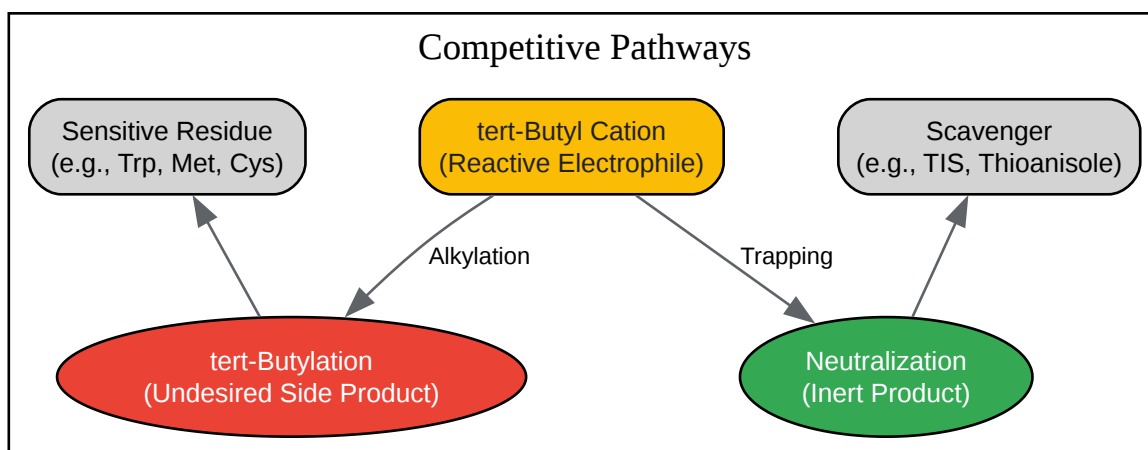 Competitive Pathways
Sensitive Residue
(e.g., Trp, Met, Cys)
tert-Butyl Cation
(Reactive Electrophile)
Scavenger
(e.g., TIS, Thioanisole)
Alkylation
Trapping
tert-Butylation
(Undesired Side Product)
Neutralization
(Inert Product)